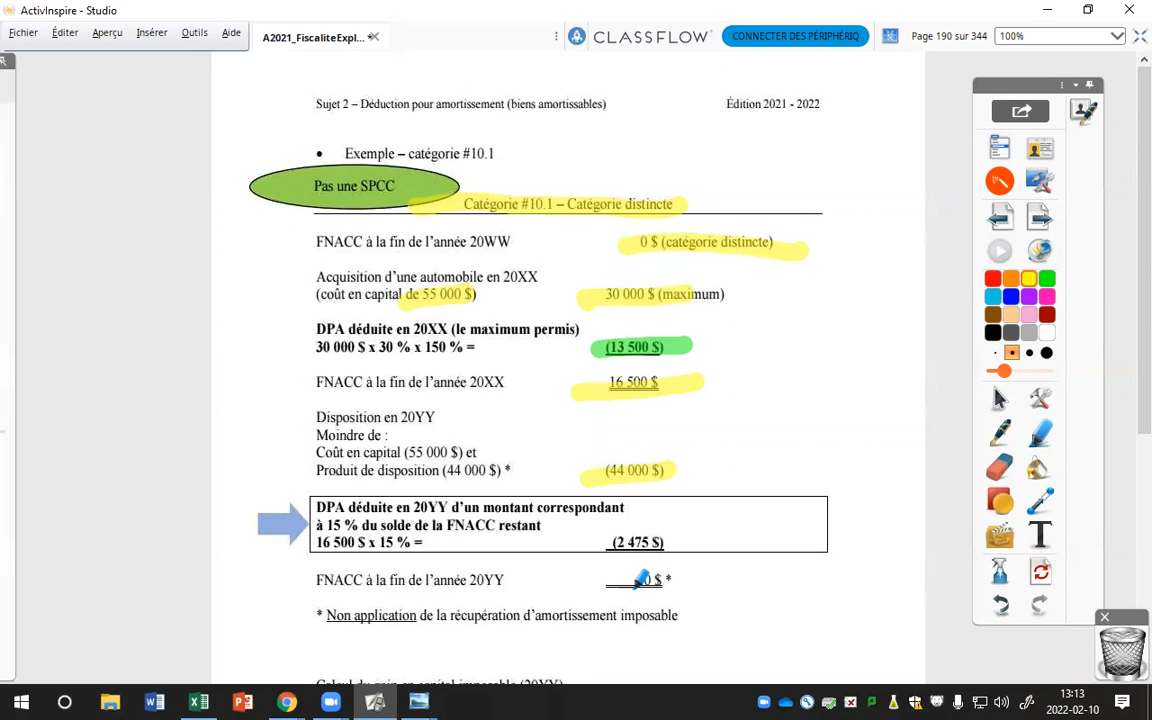 ActivInspire - Studio
Fichier Éditer Aperçu Insérer Outils Aide
A2021_FiscaliteExpl...
CLASSFLOW
CONNECTER DES PÉRIPHÉRIQ
Page 190 sur 344
100%
Sujet 2 – Déduction pour amortissement (biens amortissables) Édition 2021 - 2022
• Exemple – catégorie #10.1
Pas une SPCC
Catégorie #10.1 – Catégorie distincte
FNACC à la fin de l'année 20WW 0 $ (catégorie distincte)
Acquisition d'une automobile en 20XX
(coût en capital de 55 000 $) 30 000 $ (maximum)
DPA déduite en 20XX (le maximum permis)
30 000 $ x 30 % x 150 % = (13 500 $)
FNACC à la fin de l'année 20XX 16 500 $
Disposition en 20YY
Moindre de :
Coût en capital (55 000 $) et
Produit de disposition (44 000 $) * (44 000 $)
DPA déduite en 20YY d'un montant correspondant
à 15 % du solde de la FNACC restant
16 500 $ x 15 % = (2 475 $)
FNACC à la fin de l'année 20YY 0 $ *
* Non application de la récupération d'amortissement imposable
13:13
2022-02-10